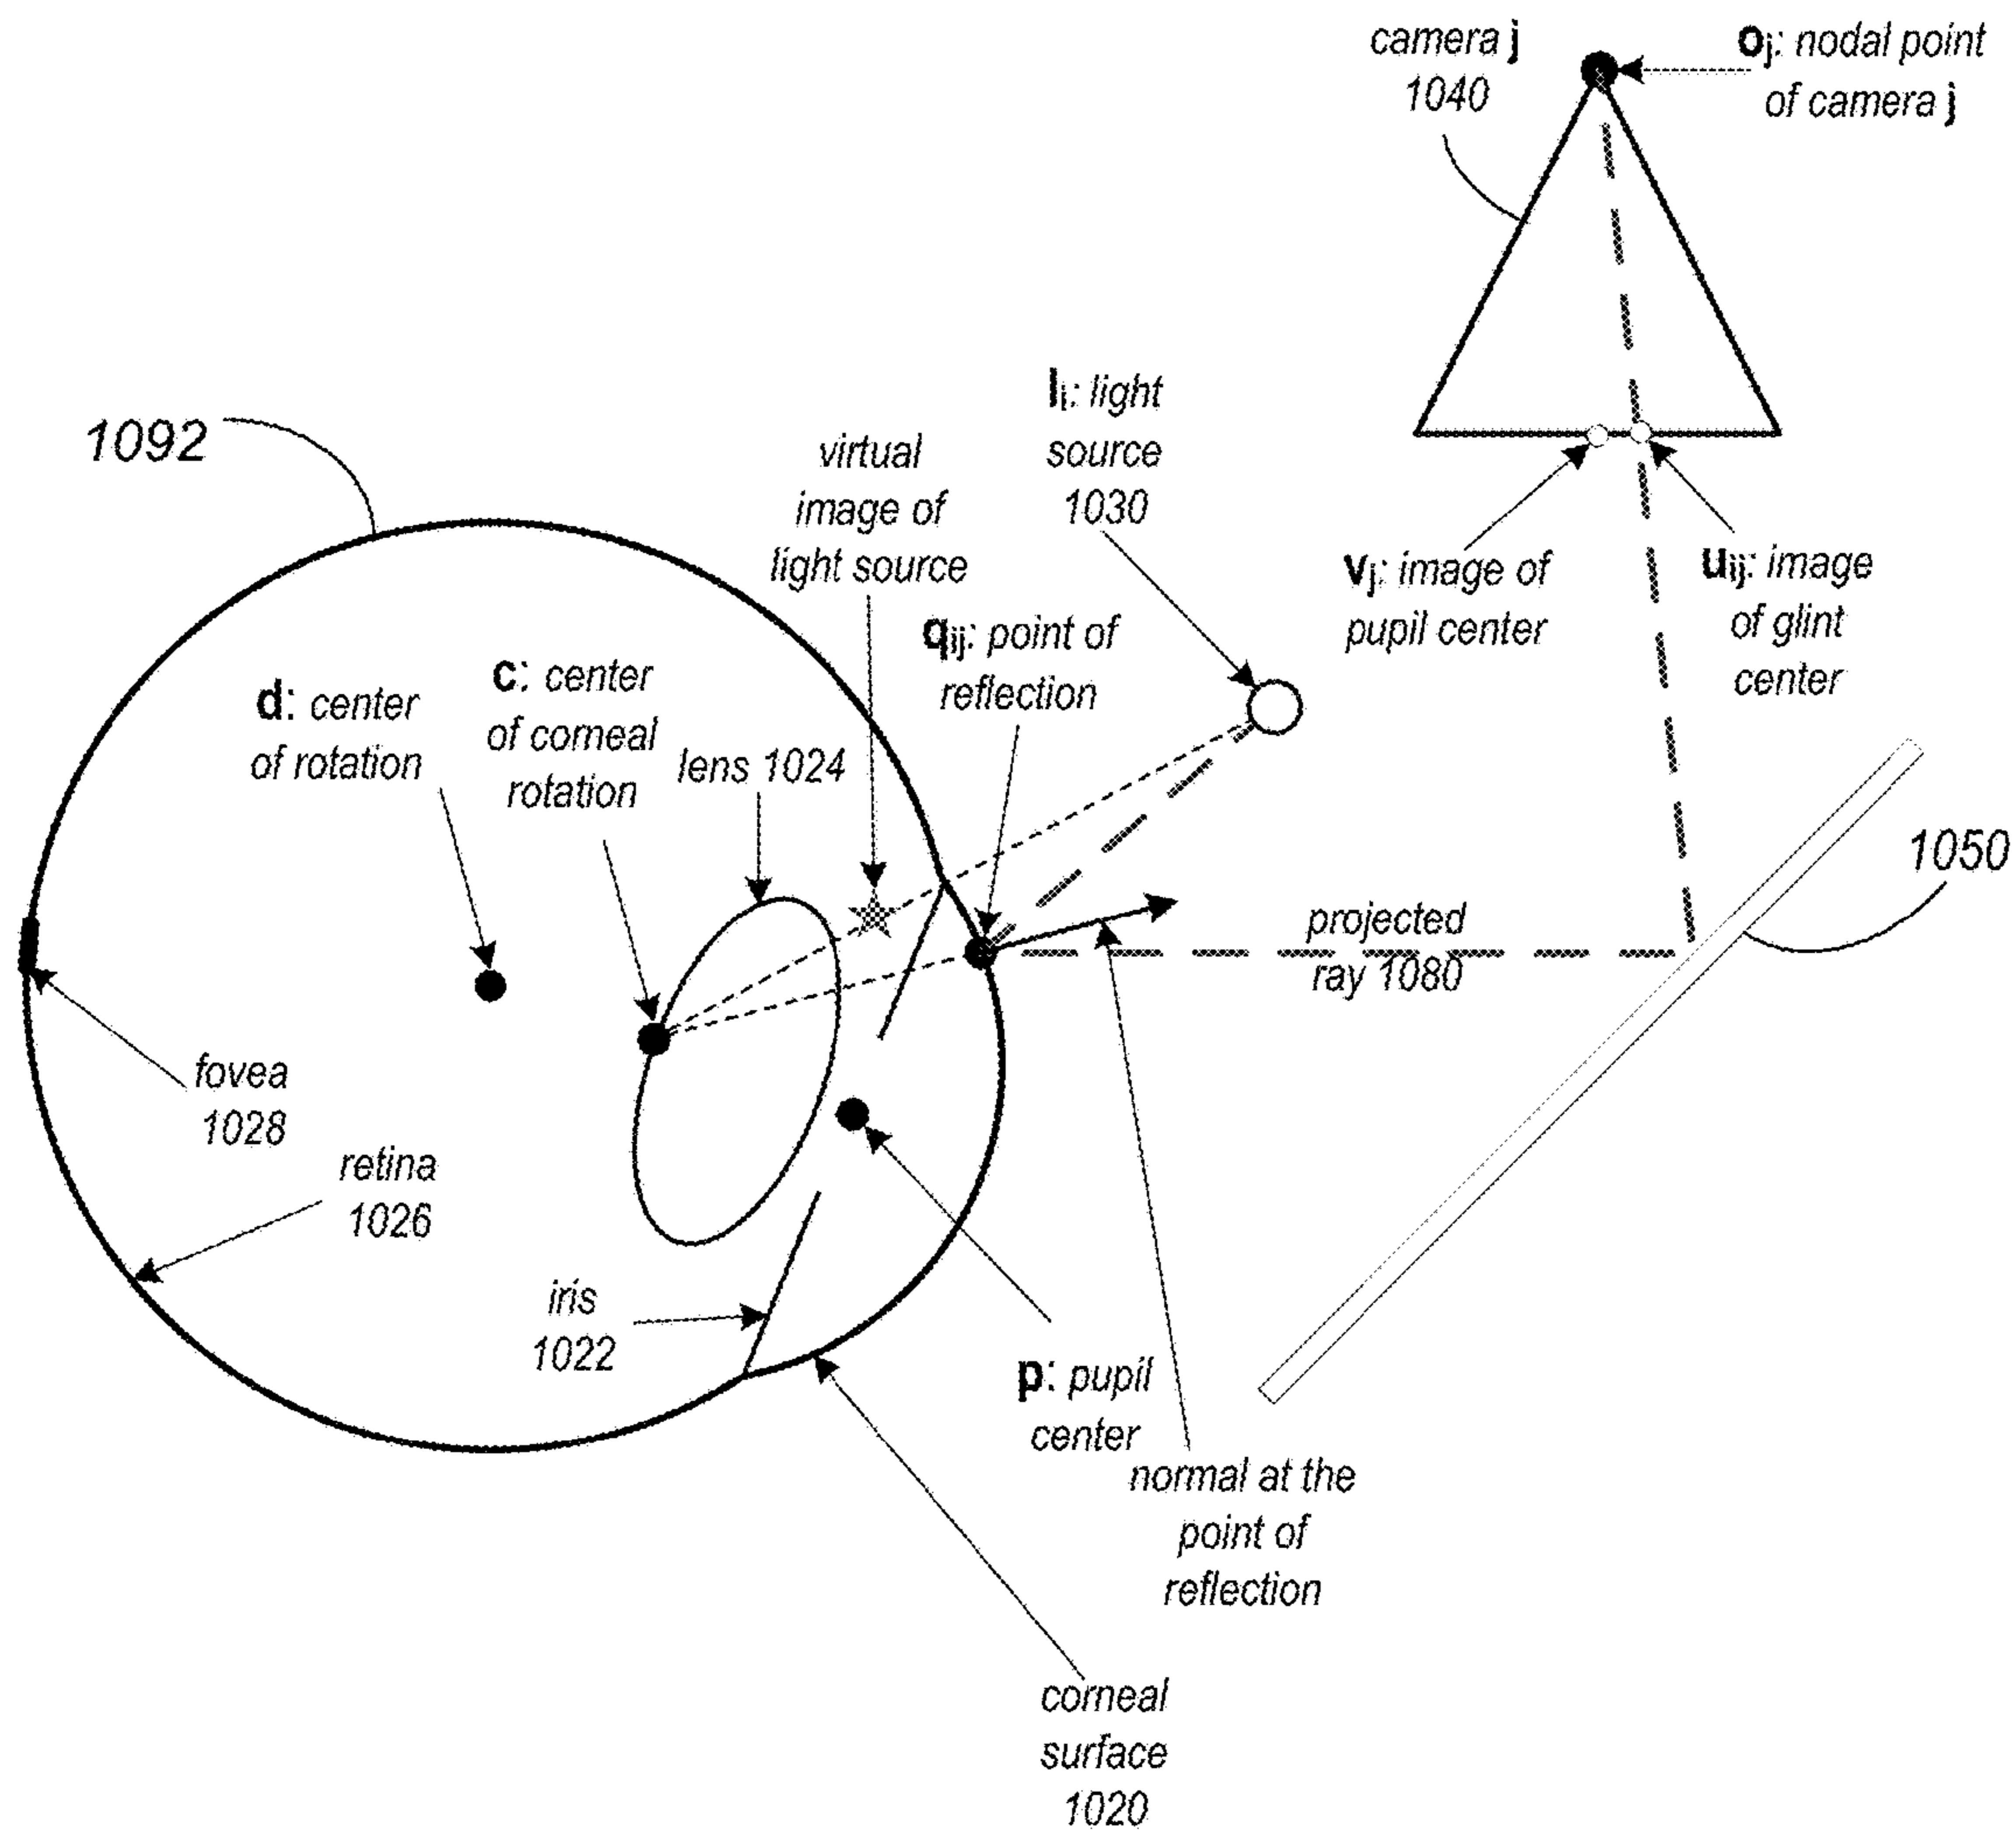 camera j
1040
oj: nodal point
of camera j
li: light
source
1030
1092
virtual
image of
light source
vj: image of
pupil center
uij: image
of glint
center
qij: point of
reflection
c: center
of corneal
rotation
d: center
of rotation
lens 1024
1050
projected
ray 1080
fovea
1028
retina
1026
iris
1022
p: pupil
center
normal at the
point of
reflection
corneal
surface
1020